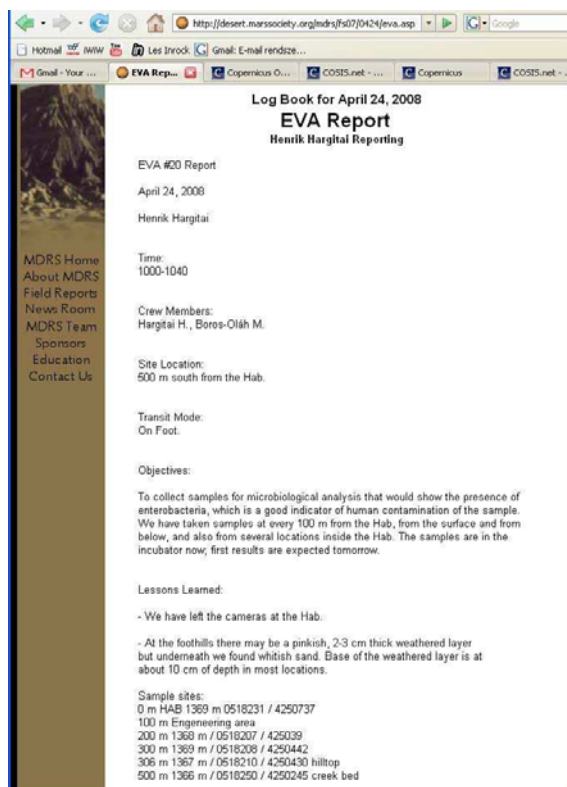 http://desert.marssociety.org/mdrs/fs07/0424/eva.asp
Google
Hotmail
IWIW
Les Inrock
Gmail: E-mail rendsze...
Gmail - Your ...
EVA Rep...
Copernicus O...
COSIS.net - ...
Copernicus
COSIS.net -
Log Book for April 24, 2008
EVA Report
Henrik Hargitai Reporting
EVA #20 Report
April 24, 2008
Henrik Hargitai
Time:
1000-1040
Crew Members:
Hargitai H., Boros-Oláh M.
Site Location:
500 m south from the Hab.
Transit Mode:
On Foot.
Objectives:
To collect samples for microbiological analysis that would show the presence of
enterobacteria, which is a good indicator of human contamination of the sample.
We have taken samples at every 100 m from the Hab, from the surface and from
below, and also from several locations inside the Hab. The samples are in the
incubator now, first results are expected tomorrow.
Lessons Learned:
- We have left the cameras at the Hab.
- At the foothills there may be a pinkish, 2-3 cm thick weathered layer
but underneath we found whitish sand. Base of the weathered layer is at
about 10 cm of depth in most locations.
Sample sites:
0 m HAB 1369 m 0518231 / 4250737
100 m Engeneering area
200 m 1368 m / 0518207 / 425039
300 m 1369 m / 0518208 / 4250442
306 m 1367 m / 0518210 / 4250430 hilltop
500 m 1366 m / 0518250 / 4250245 creek bed
MDRS Home
About MDRS
Field Reports
News Room
MDRS Team
Sponsors
Education
Contact Us